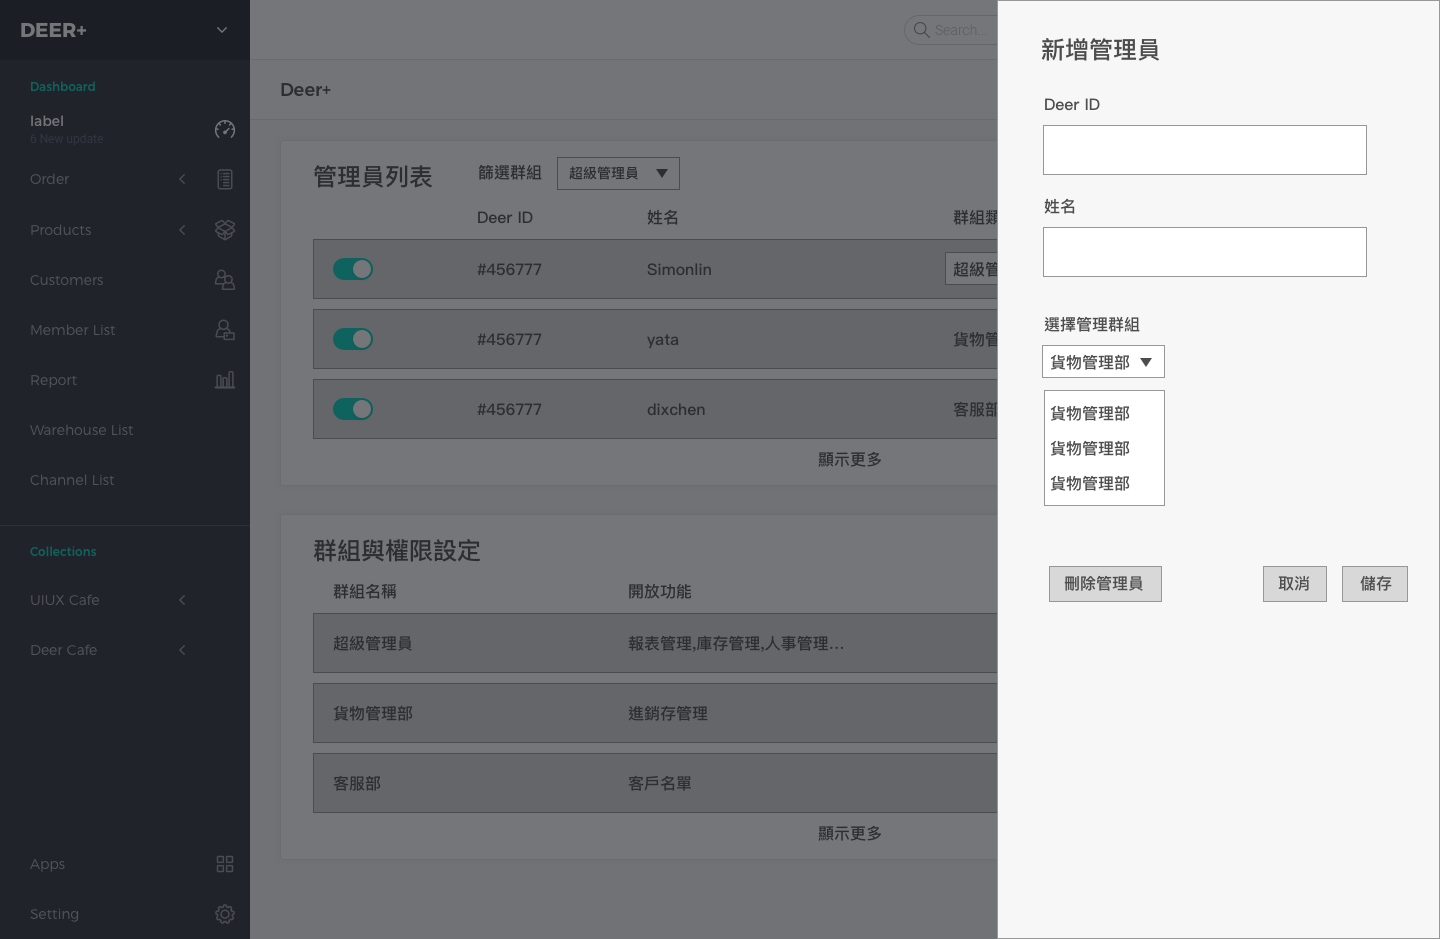 DEER+
Dashboard
label
6 New update
Order
Products
Customers
Member List
Report
Warehouse List
Channel List
Collections
UIUX Cafe
Deer Cafe
Apps
Setting
Search...
Deer+
管理員列表 篩選群組 超級管理員
Deer ID 姓名 群組類
#456777 Simonlin 超級管
#456777 yata 貨物管
#456777 dixchen 客服部
顯示更多
群組與權限設定
群組名稱 開放功能
超級管理員 報表管理,庫存管理,人事管理...
貨物管理部 進銷存管理
客服部 客戶名單
顯示更多
新增管理員
Deer ID
姓名
選擇管理群組
貨物管理部
貨物管理部
貨物管理部
貨物管理部
刪除管理員 取消 儲存